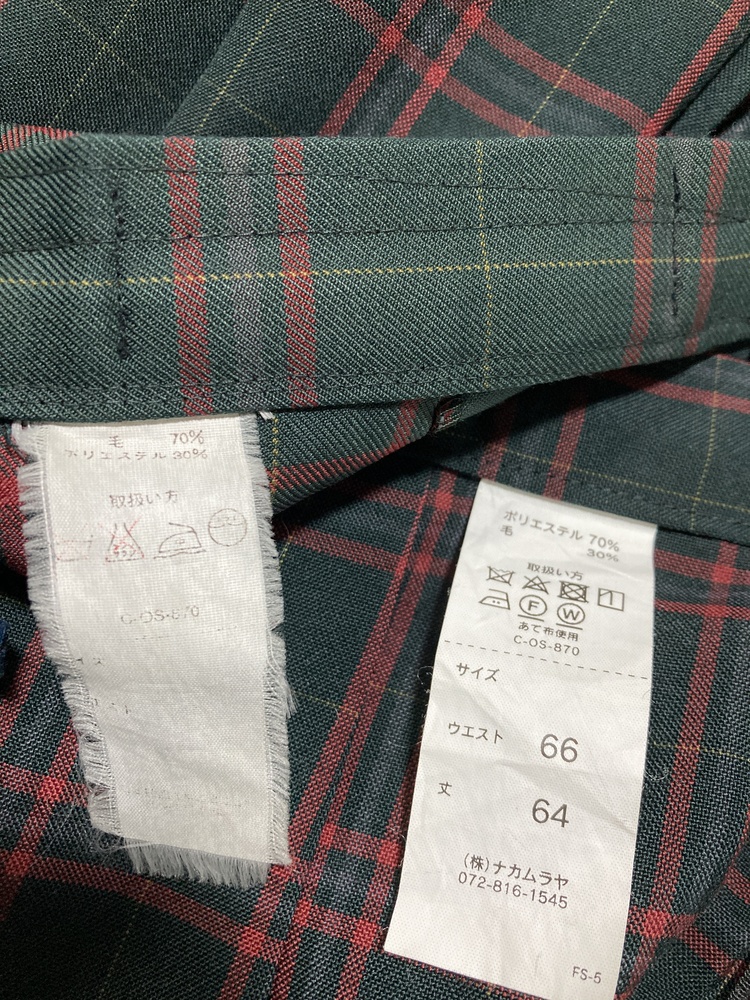 毛 70%
ポリエステル 30%
取扱い方
C-OS-870
ポリエステル 70%
毛 30%
取扱い方
F W
あて布使用
C-OS-870
サイズ
ウエスト 66
丈 64
(株)ナカムラヤ
072-816-1545
FS-5